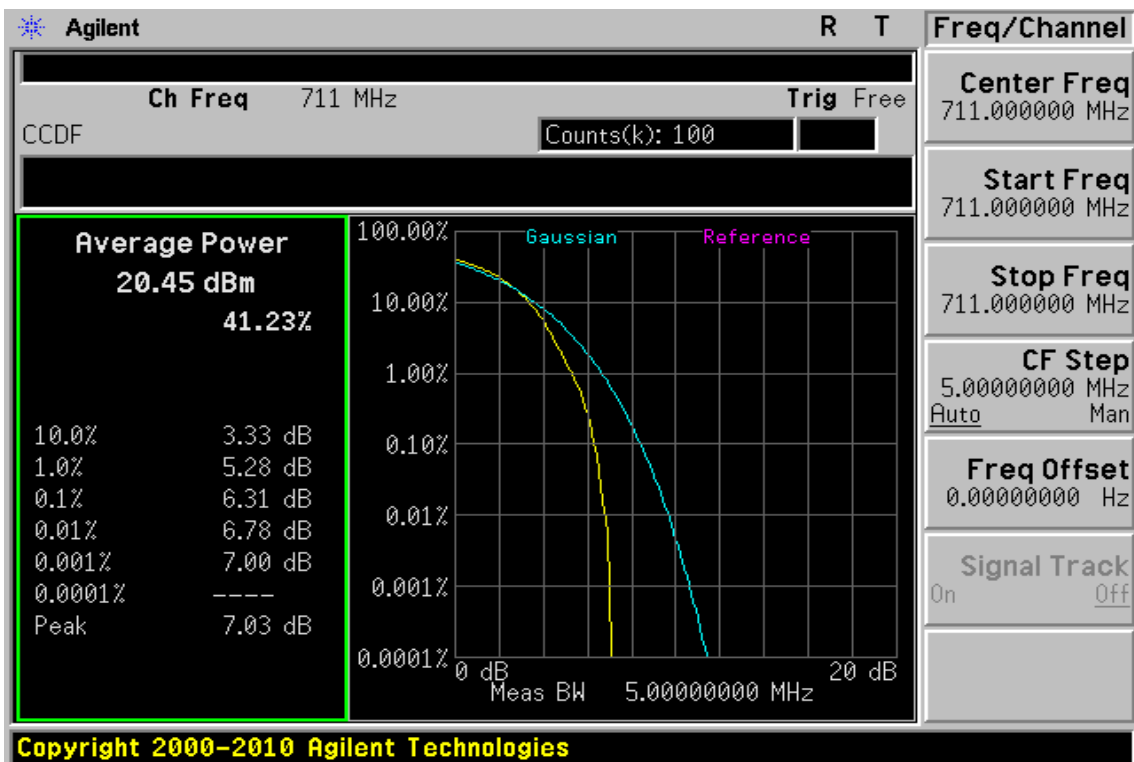 Agilent
R T
Freq/Channel
Ch Freq 711 MHz
Trig Free
CCDF
Counts(k): 100
Center Freq
711.000000 MHz
Start Freq
711.000000 MHz
Stop Freq
711.000000 MHz
CF Step
5.00000000 MHz
Auto Man
Freq Offset
0.00000000 Hz
Signal Track
On Off
Average Power
20.45 dBm
41.23%
10.0% 3.33 dB
1.0% 5.28 dB
0.1% 6.31 dB
0.01% 6.78 dB
0.001% 7.00 dB
0.0001% ----
Peak 7.03 dB
Gaussian Reference
100.00%
10.00%
1.00%
0.10%
0.01%
0.001%
0.0001%
0 dB 20 dB
Meas BW 5.00000000 MHz
Copyright 2000-2010 Agilent Technologies